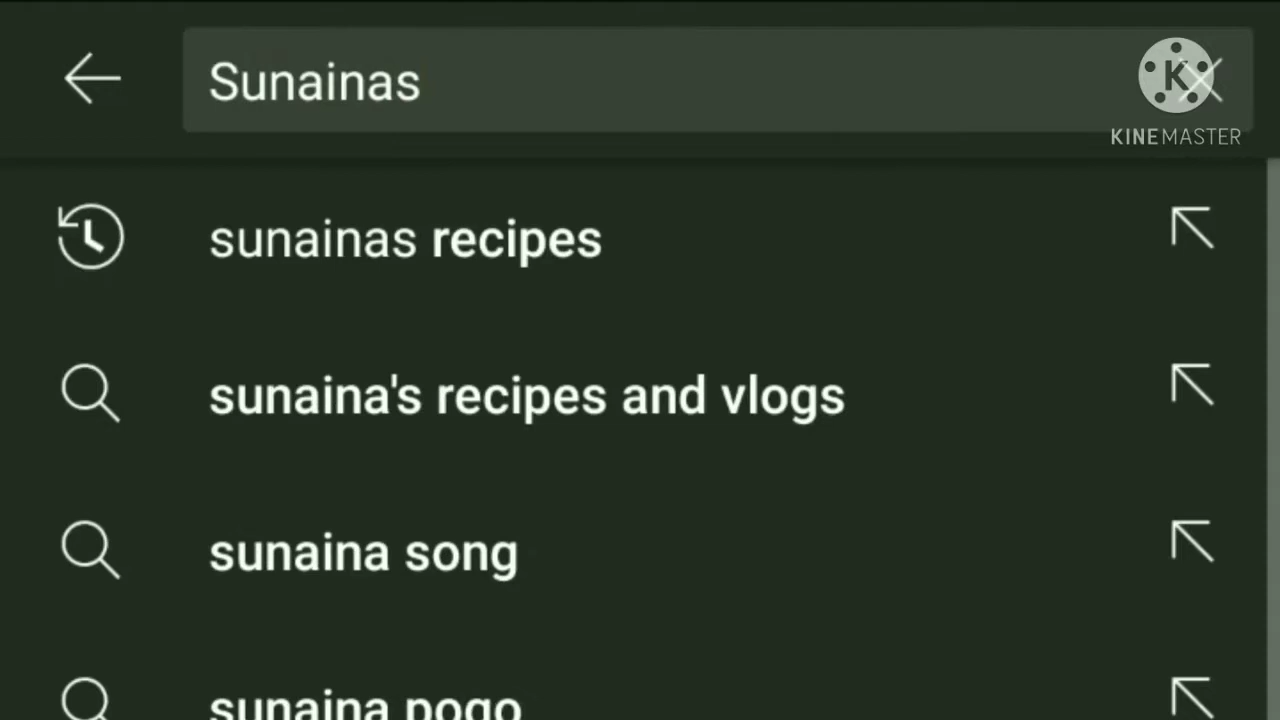 Sunainas
K
KINEMASTER
sunainas recipes
sunaina's recipes and vlogs
sunaina song
sunaina pogo